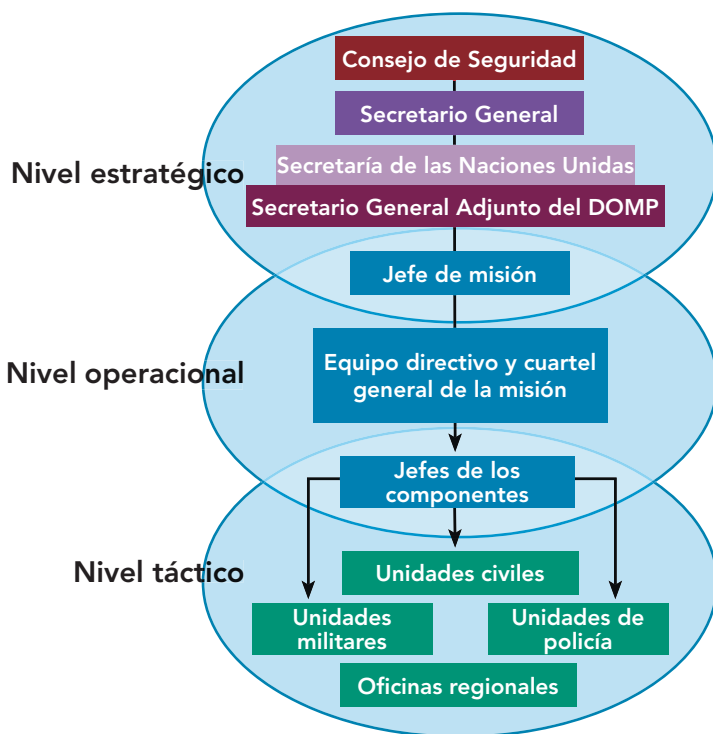 Consejo de Seguridad
Secretario General
Nivel estratégico
Secretaría de las Naciones Unidas
Secretario General Adjunto del DOMP
Jefe de misión
Nivel operacional
Equipo directivo y cuartel
general de la misión
Jefes de los
componentes
Nivel táctico
Unidades civiles
Unidades
militares
Unidades de
policía
Oficinas regionales